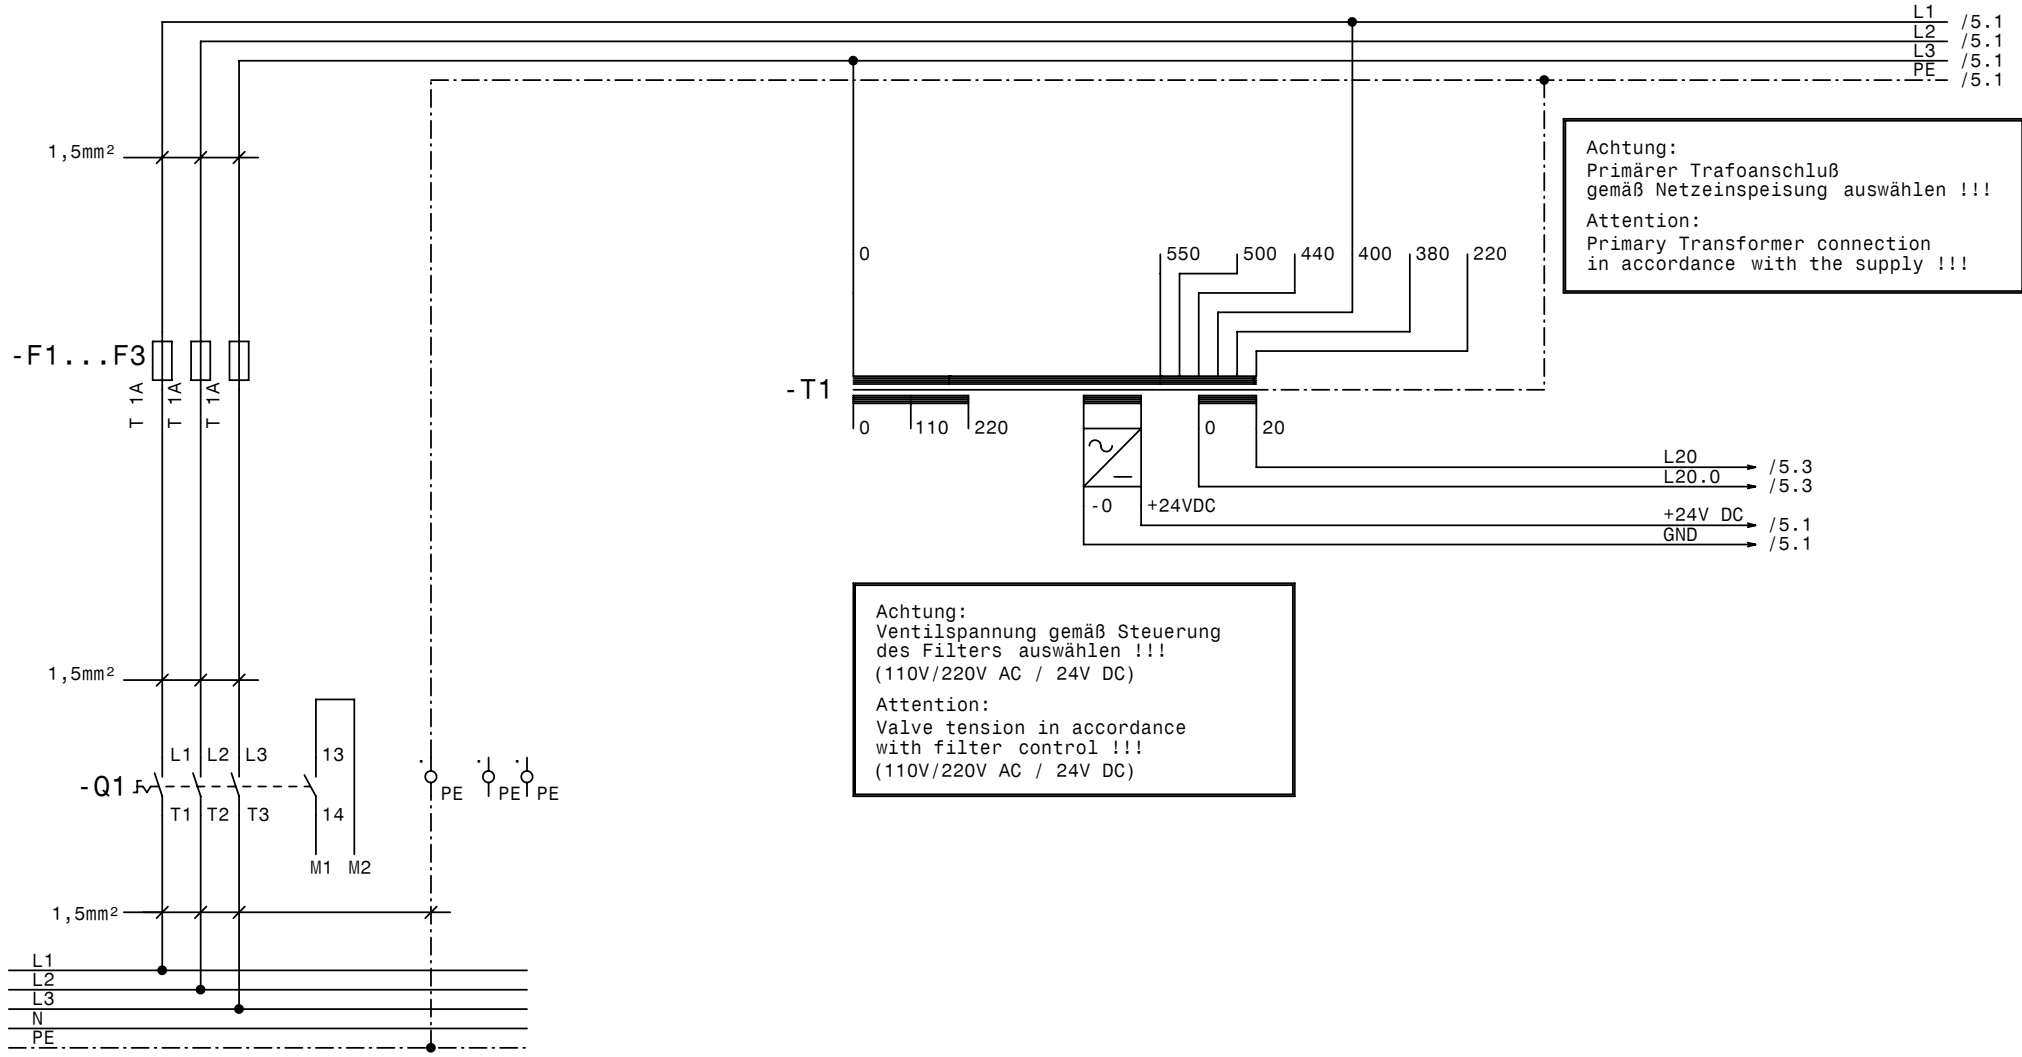 L1 /5.1
L2 /5.1
L3 /5.1
PE /5.1
1,5mm²
Achtung:
Primärer Trafoanschluß
gemäß Netzeinspeisung auswählen !!!
Attention:
Primary Transformer connection
in accordance with the supply !!!
0 550 500 440 400 380 220
-F1...F3
T 1A T 1A T 1A
-T1
0 110 220 0 20
L20 /5.3
L20.0 /5.3
-0 +24VDC
+24V DC /5.1
GND /5.1
Achtung:
Ventilspannung gemäß Steuerung
des Filters auswählen !!!
(110V/220V AC / 24V DC)
Attention:
Valve tension in accordance
with filter control !!!
(110V/220V AC / 24V DC)
1,5mm²
L1 L2 L3 13
-Q1
PE PE PE
T1 T2 T3 14
M1 M2
1,5mm²
L1
L2
L3
N
PE